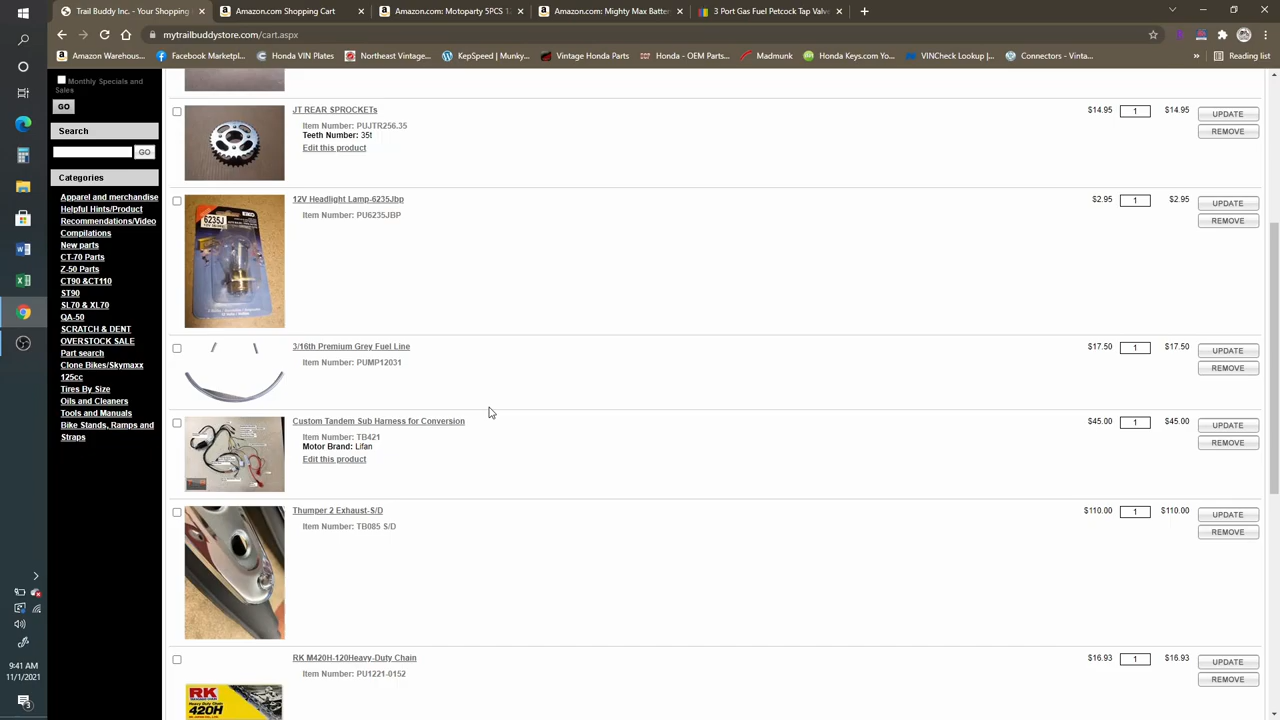 Trail Buddy Inc. - Your Shopping
Amazon.com
Amazon.com: Motoparty 5PCS 1
Amazon.com: Mighty Max Batter
3 Port Gas Fuel Petcock Tap Valv
mytrailbuddystore.com/cart.aspx
Amazon Warehous...
Facebook Marketpl...
Honda VIN Plates
Northeast Vintage...
KepSpeed | Munky...
Vintage Honda Parts
Honda - OEM Parts...
Madmunk
Honda Keys.com Yo...
VINCheck Lookup |...
Connectors - Vinta...
Reading list
Monthly Specials and
Sales
GO
Search
GO
Categories
Apparel and merchandise
Helpful Hints/Product
Recommendations/Video
Compilations
New parts
CT-70 Parts
Z-50 Parts
CT90 &CT110
ST90
SL70 & XL70
QA-50
SCRATCH & DENT
OVERSTOCK SALE
Part search
Clone Bikes/Skymaxx
125cc
Tires By Size
Oils and Cleaners
Tools and Manuals
Bike Stands, Ramps and
Straps
JT REAR SPROCKETs
Item Number: PUJTR256.35
Teeth Number: 35t
Edit this product
$14.95
1
$14.95
UPDATE
REMOVE
6235J
12V Headlight Lamp-6235Jbp
Item Number: PU6235JBP
$2.95
1
$2.95
UPDATE
REMOVE
3/16th Premium Grey Fuel Line
Item Number: PUMP12031
$17.50
1
$17.50
UPDATE
REMOVE
Custom Tandem Sub Harness for Conversion
Item Number: TB421
Motor Brand: Lifan
Edit this product
$45.00
1
$45.00
UPDATE
REMOVE
Thumper 2 Exhaust-S/D
Item Number: TB085 S/D
$110.00
1
$110.00
UPDATE
REMOVE
RK M420H-120Heavy-Duty Chain
Item Number: PU1221-0152
$16.93
1
$16.93
UPDATE
REMOVE
RK
Heavy Duty Chain
420H
9:41 AM
11/1/2021